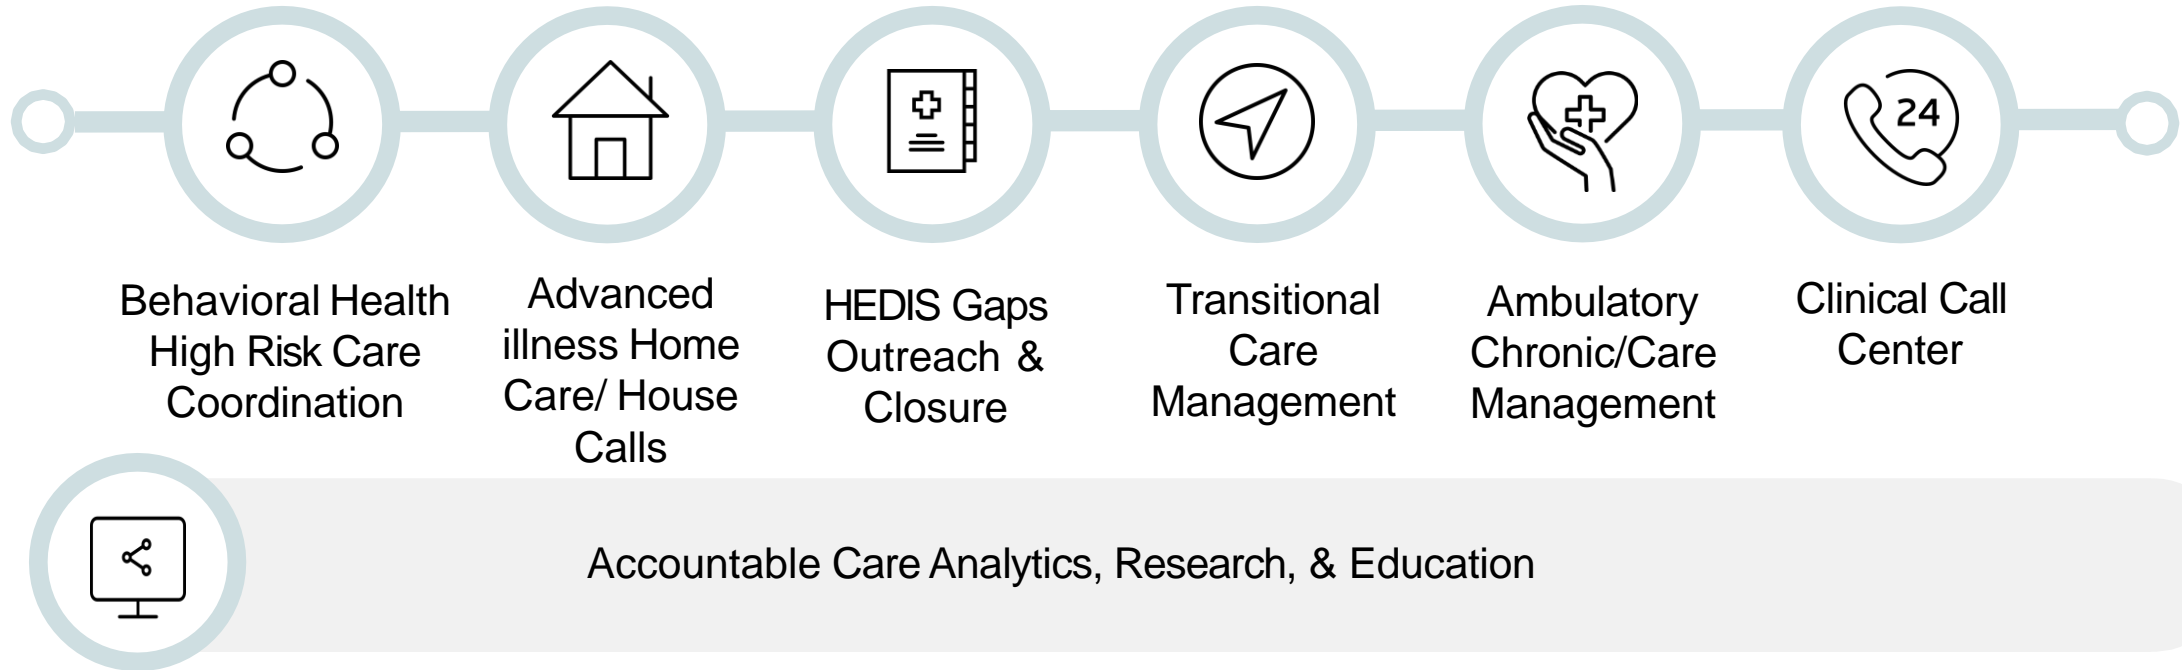 24
Behavioral Health
High Risk Care
Coordination
Advanced
illness Home
Care/ House
Calls
HEDIS Gaps
Outreach &
Closure
Transitional
Care
Management
Ambulatory
Chronic/Care
Management
Clinical Call
Center
Accountable Care Analytics, Research, & Education